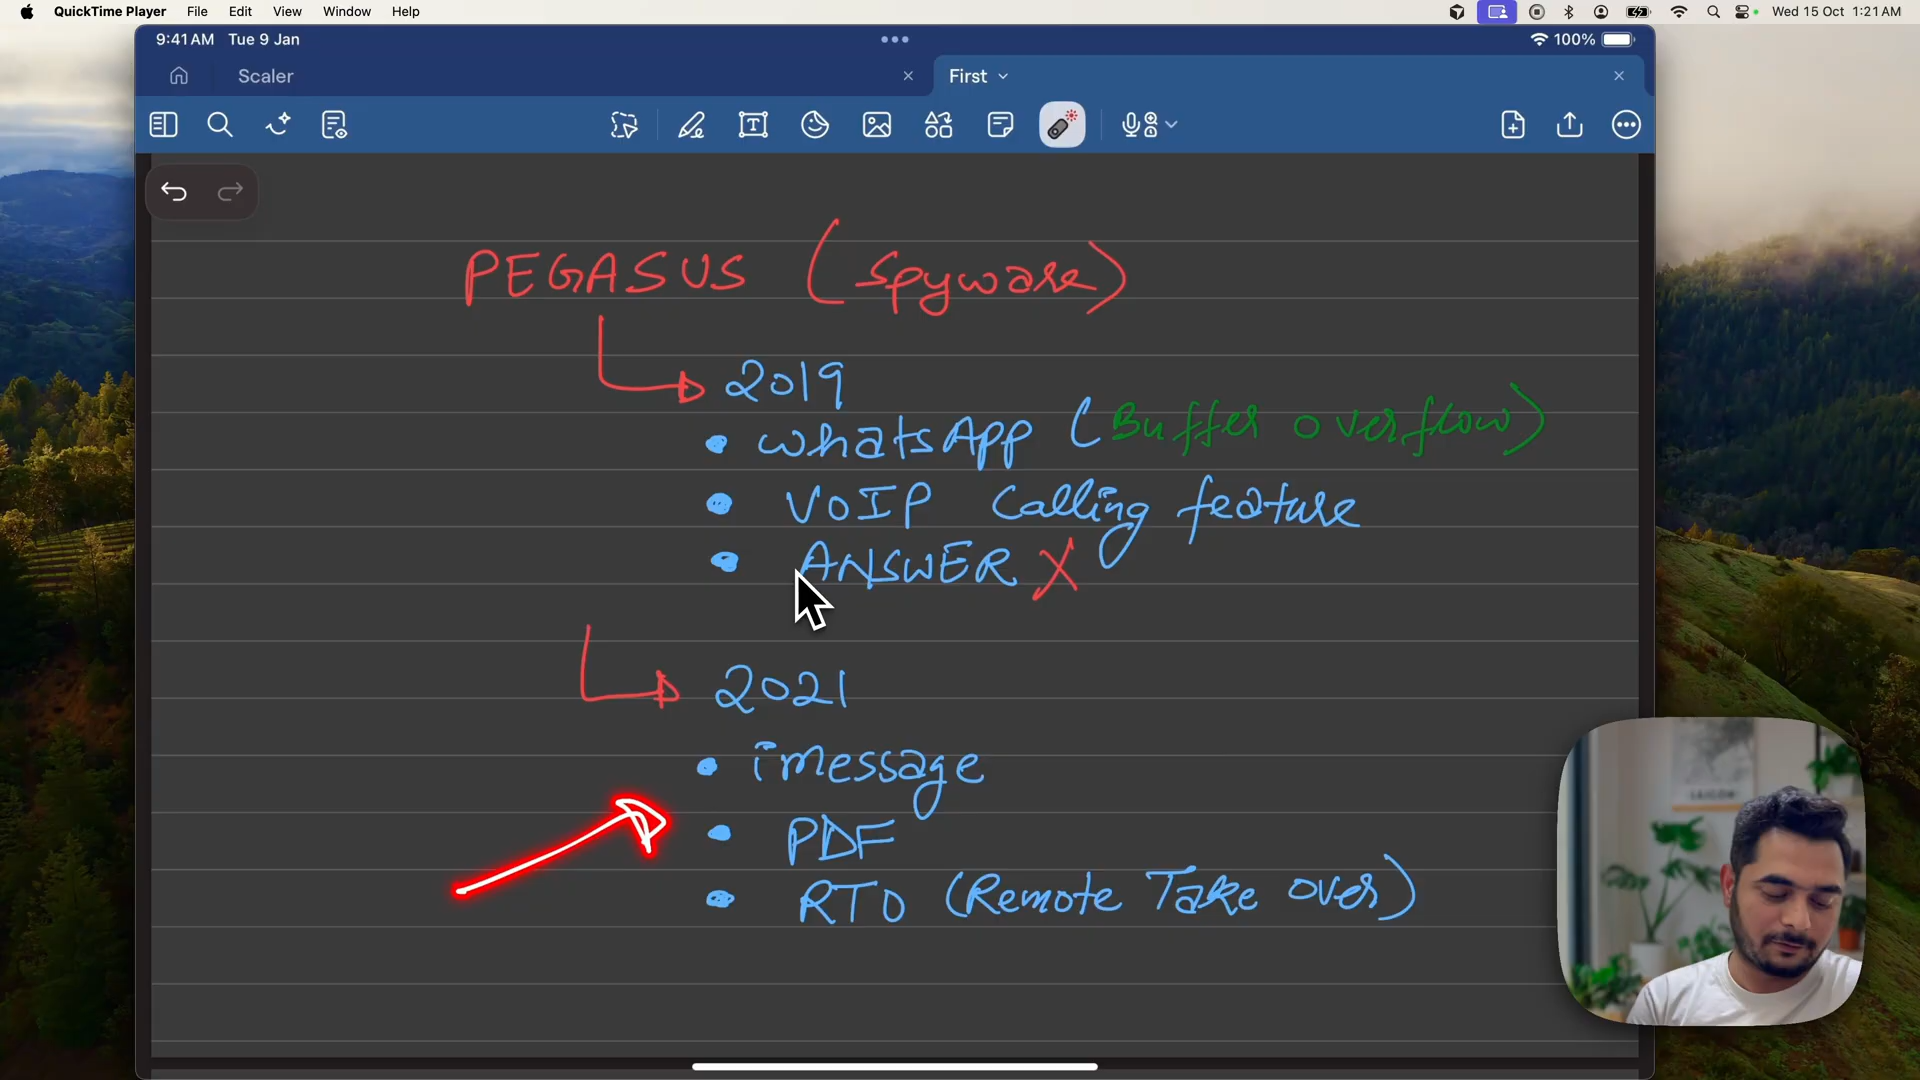 QuickTime Player File Edit View Window Help Wed 15 Oct 1:21 AM
9:41 AM Tue 9 Jan 100%
Scaler First
PEGASUS (Spyware)
2019
• WhatsApp (Buffer overflow)
• VOIP Calling feature
• ANSWER X
2021
• iMessage
• PDF
• RTO (Remote Take over)